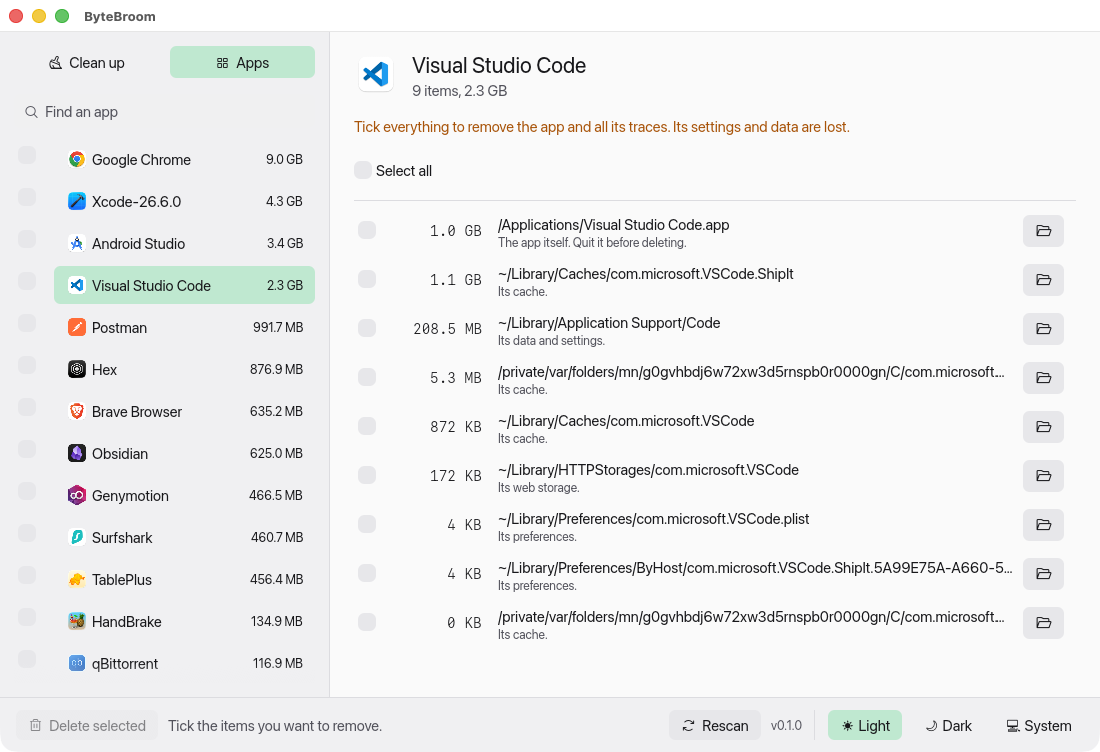 ByteBroom
Clean up
Apps
Find an app
Google Chrome 9.0 GB
Xcode-26.6.0 4.3 GB
Android Studio 3.4 GB
Visual Studio Code 2.3 GB
Postman 991.7 MB
Hex 876.9 MB
Brave Browser 635.2 MB
Obsidian 625.0 MB
Genymotion 466.5 MB
Surfshark 460.7 MB
TablePlus 456.4 MB
HandBrake 134.9 MB
qBittorrent 116.9 MB
Visual Studio Code
9 items, 2.3 GB
Tick everything to remove the app and all its traces. Its settings and data are lost.
Select all
1.0 GB /Applications/Visual Studio Code.app
The app itself. Quit it before deleting.
1.1 GB ~/Library/Caches/com.microsoft.VSCode.ShipIt
Its cache.
208.5 MB ~/Library/Application Support/Code
Its data and settings.
5.3 MB /private/var/folders/mn/g0gvhbdj6w72xw3d5rnspb0r0000gn/C/com.microsoft...
Its cache.
872 KB ~/Library/Caches/com.microsoft.VSCode
Its cache.
172 KB ~/Library/HTTPStorages/com.microsoft.VSCode
Its web storage.
4 KB ~/Library/Preferences/com.microsoft.VSCode.plist
Its preferences.
4 KB ~/Library/Preferences/ByHost/com.microsoft.VSCode.ShipIt.5A99E75A-A660-5...
Its preferences.
0 KB /private/var/folders/mn/g0gvhbdj6w72xw3d5rnspb0r0000gn/C/com.microsoft...
Its cache.
Delete selected
Tick the items you want to remove.
Rescan
v0.1.0
Light
Dark
System